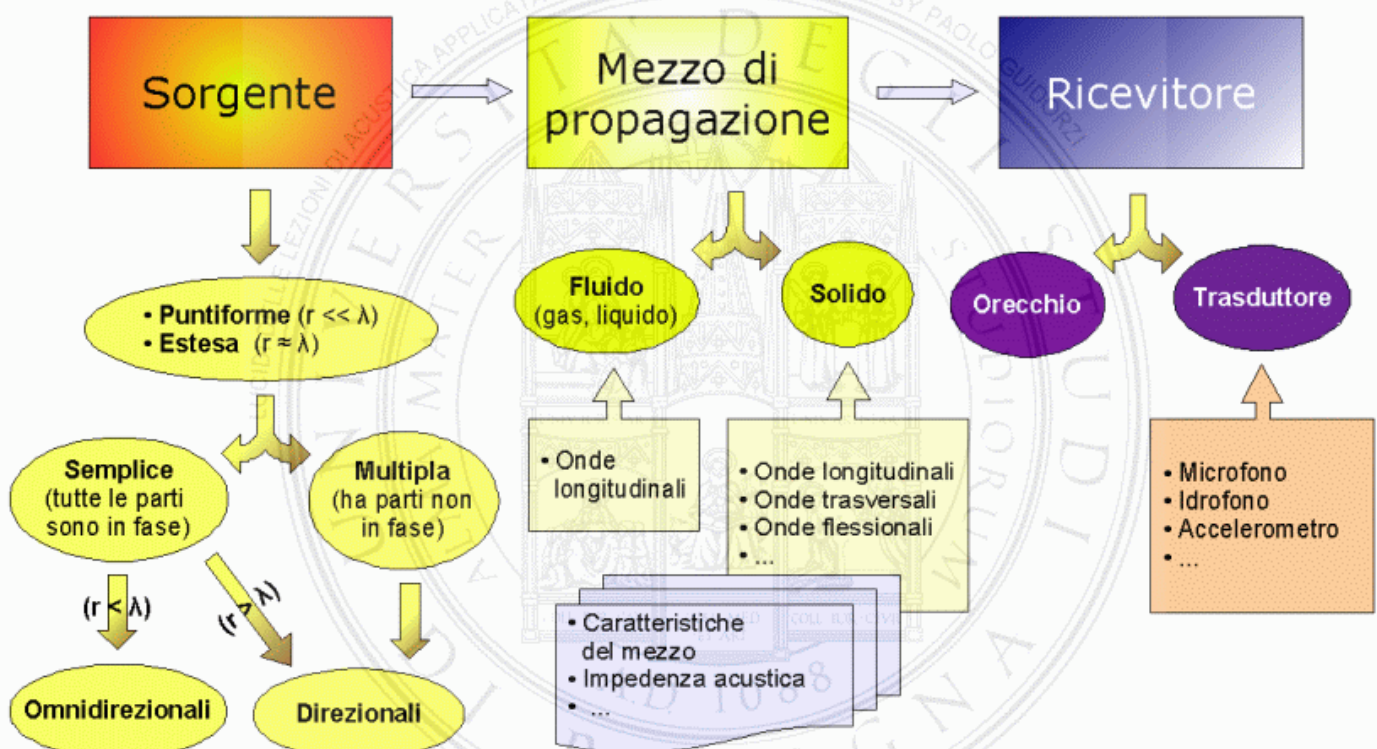 Sorgente
Mezzo di
propagazione
Ricevitore
• Puntiforme (r << λ)
• Estesa (r ≈ λ)
Semplice
(tutte le parti
sono in fase)
Multipla
(ha parti non
in fase)
(r < λ)
(r > λ)
Omnidirezionali
Direzionali
Fluido
(gas, liquido)
Solido
• Onde
longitudinali
• Onde longitudinali
• Onde trasversali
• Onde flessionali
• ...
• Caratteristiche
del mezzo
• Impedenza acustica
• ...
Orecchio
Trasduttore
• Microfono
• Idrofono
• Accelerometro
• ...